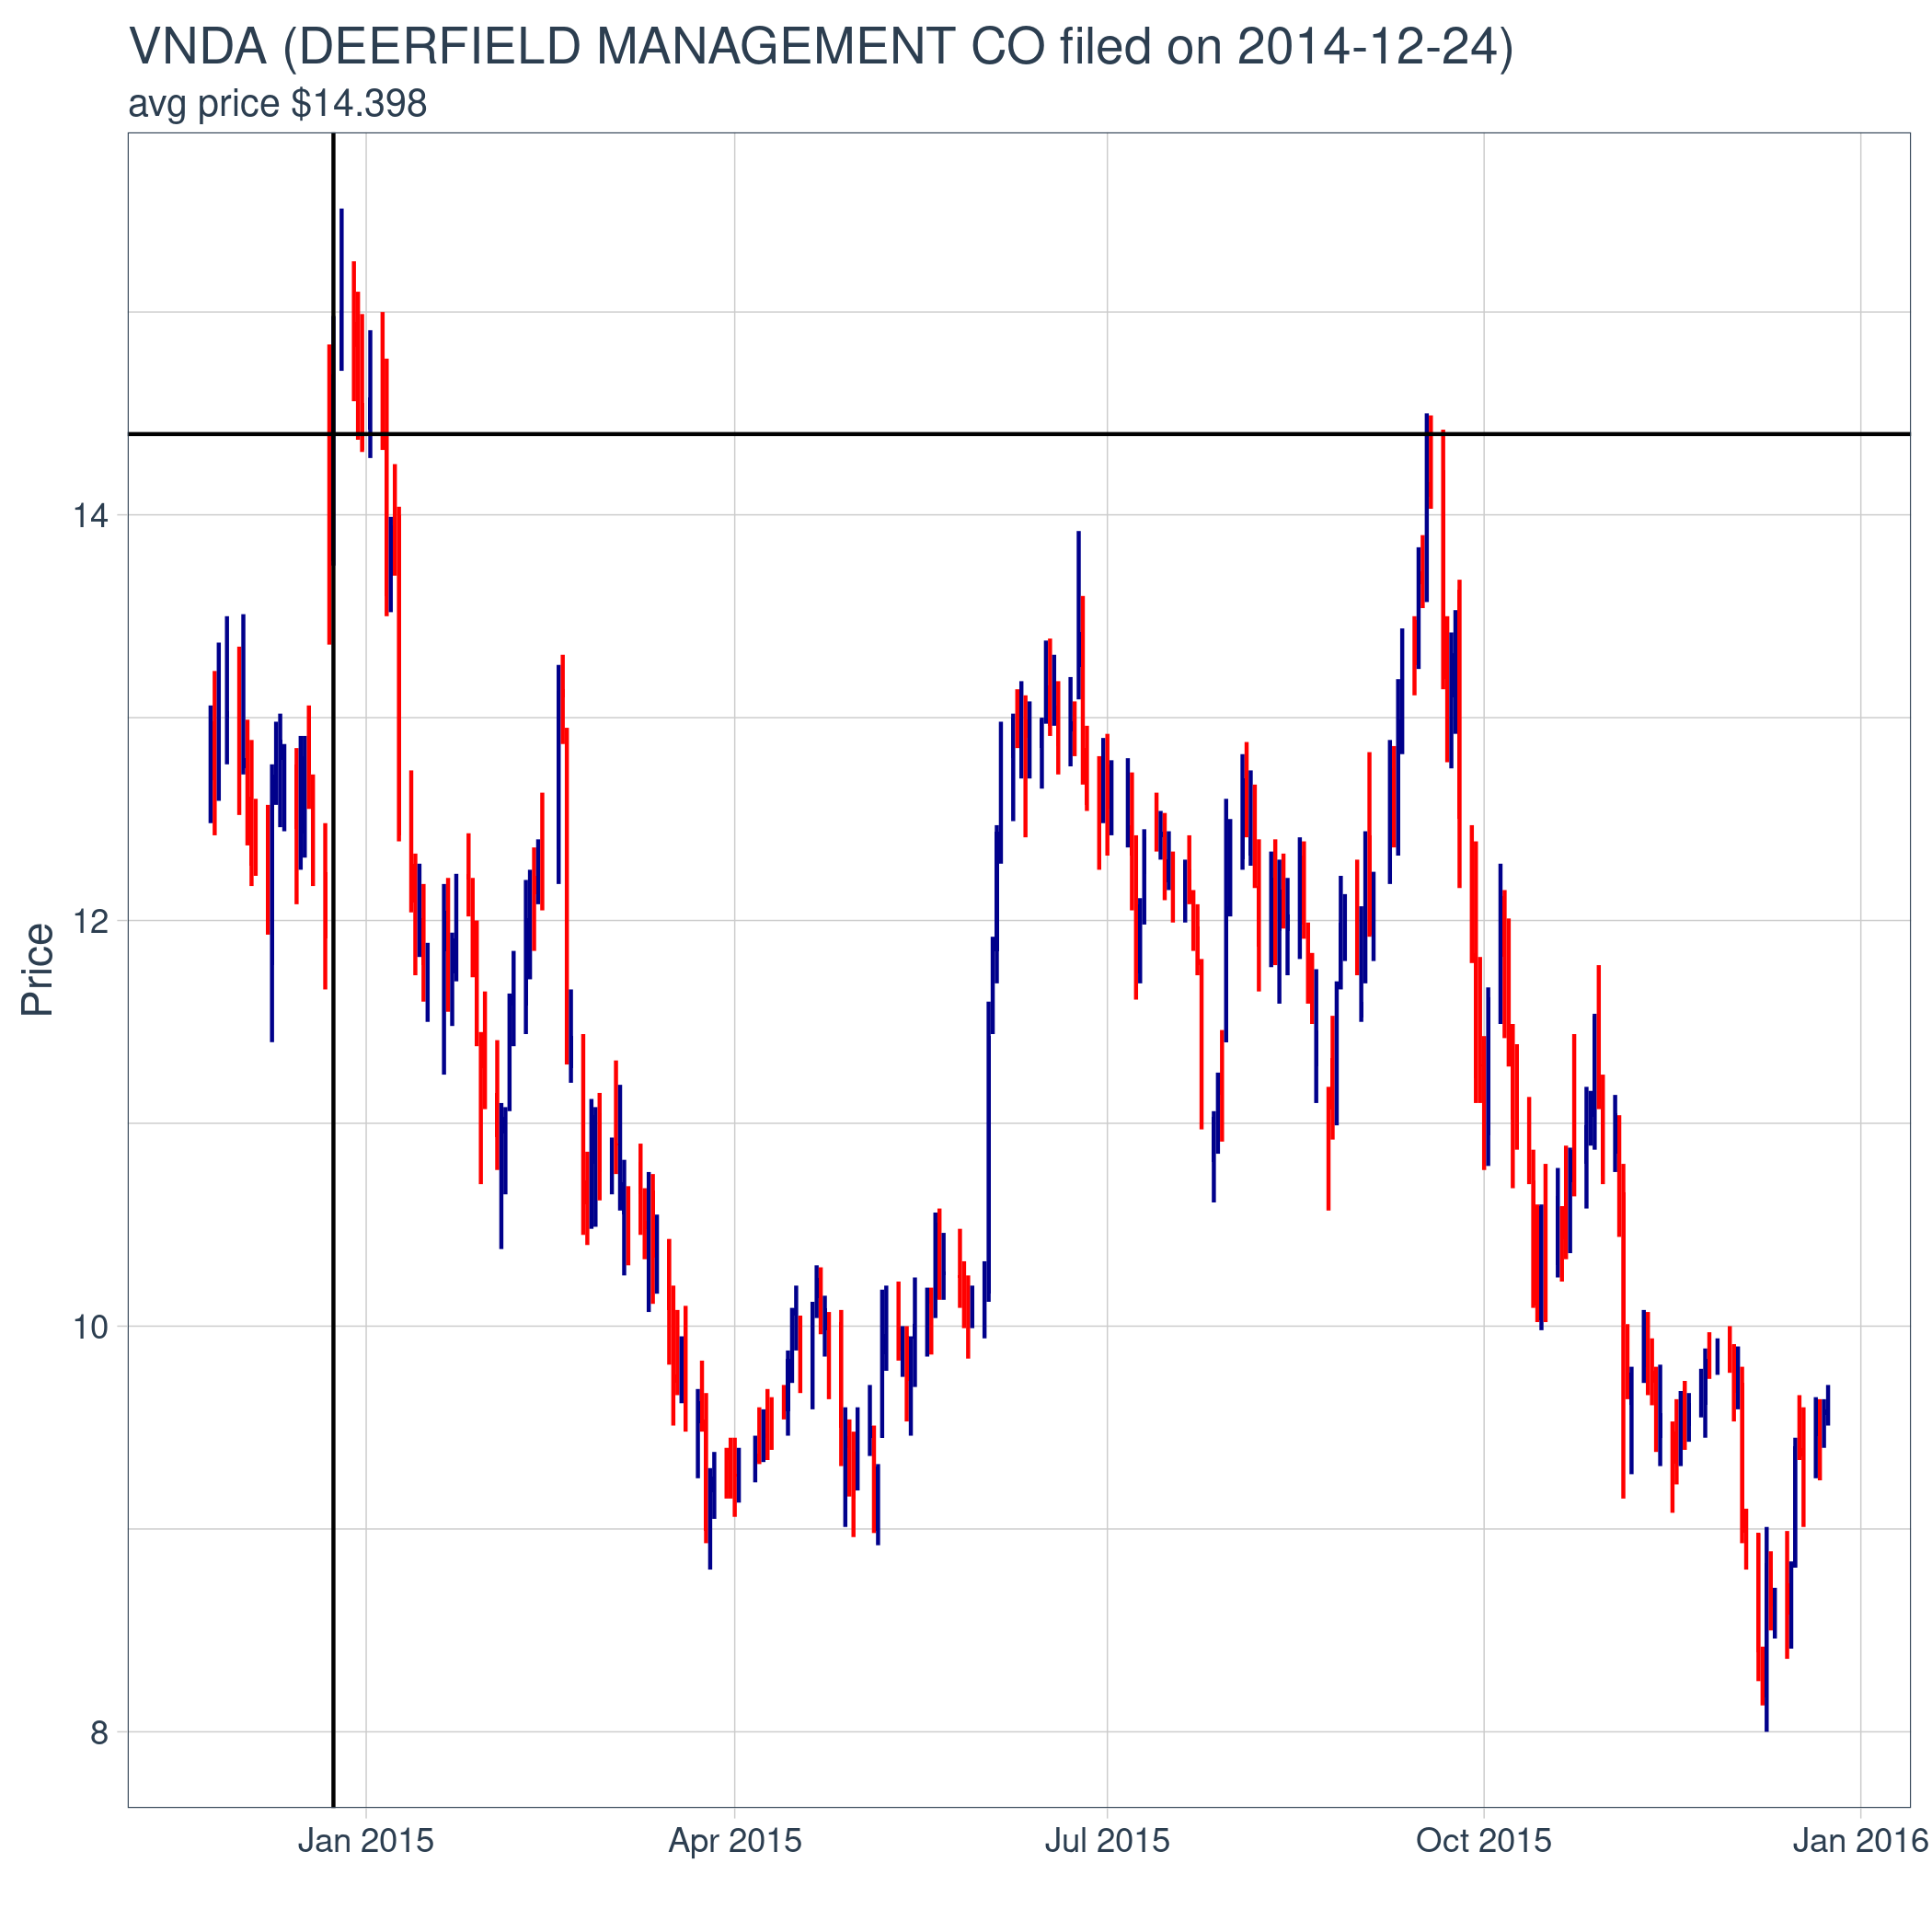 VNDA (DEERFIELD MANAGEMENT CO filed on 2014-12-24)
avg price $14.398
14
12
10
8
Price
Jan 2015
Apr 2015
Jul 2015
Oct 2015
Jan 2016